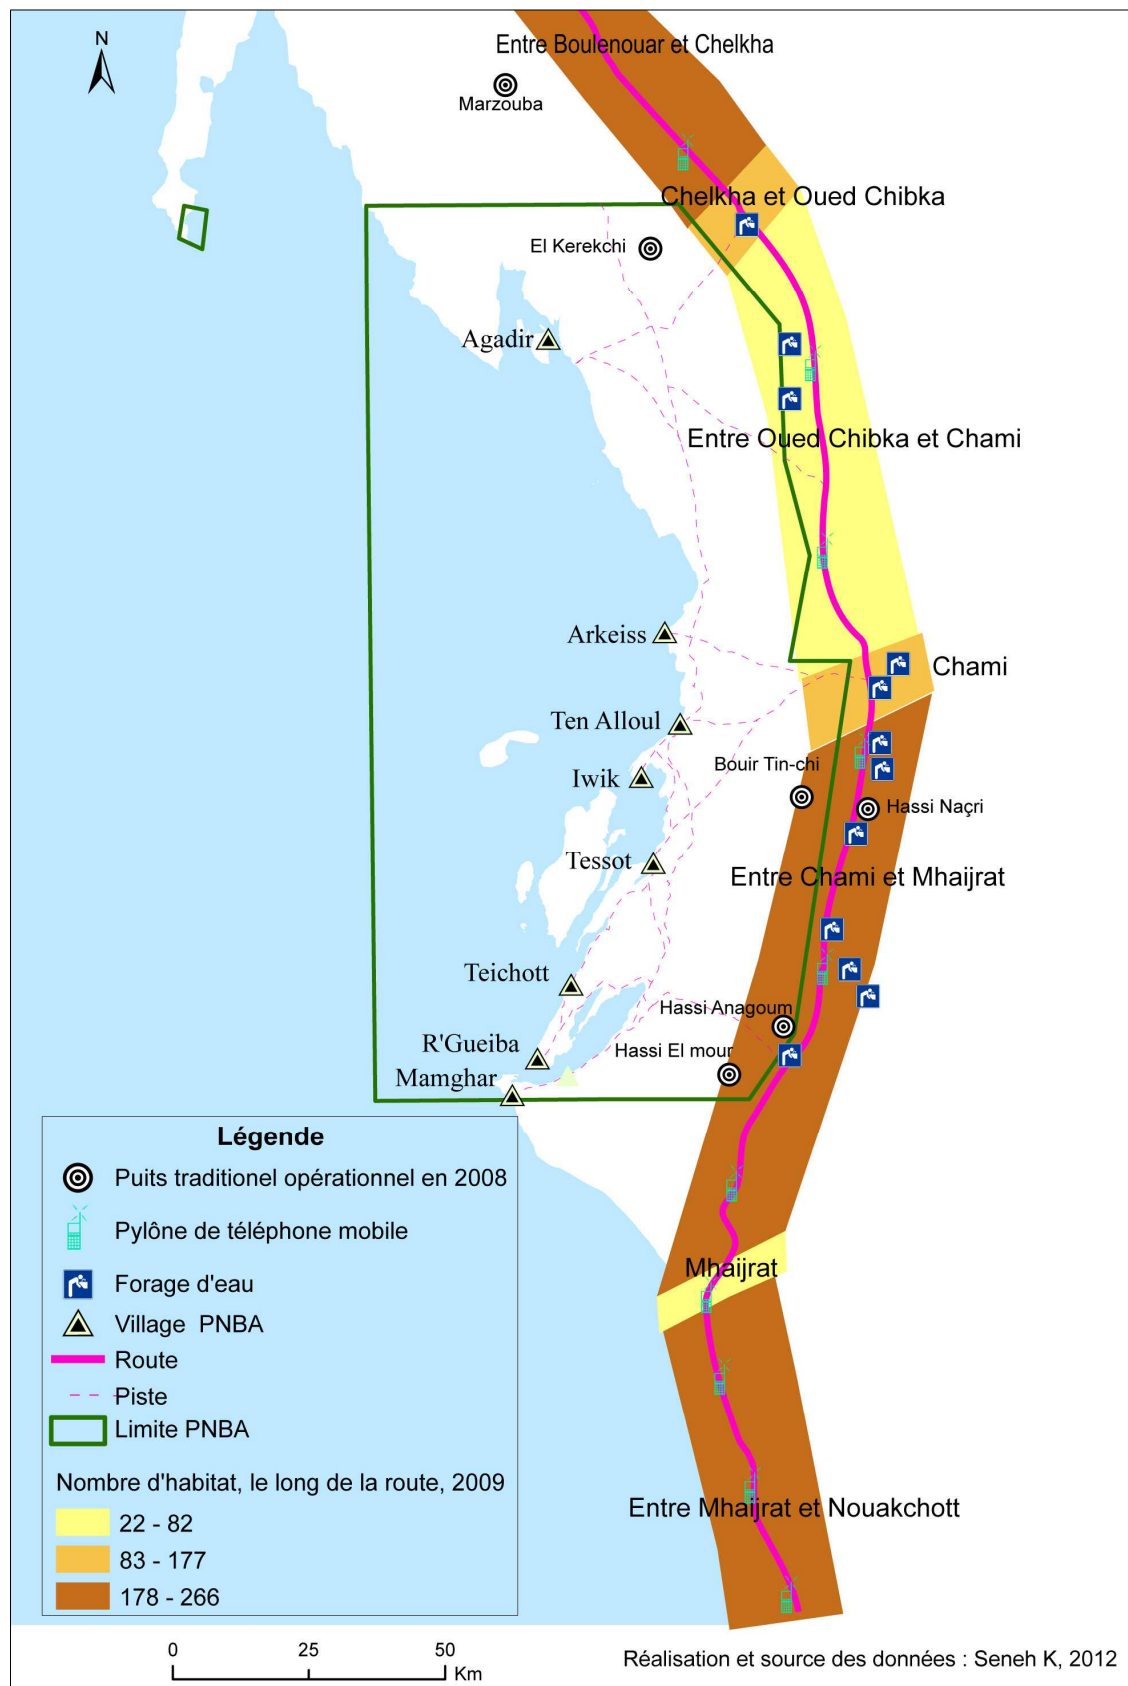 Entre Boulenouar et Chelkha
N
Marzouba
Chelkha et Oued Chibka
El Kerekchi
Agadir
Entre Oued Chibka et Chami
Arkeiss
Chami
Ten Alloul
Bouir Tin-chi
Iwik
Hassi Naçri
Tessot
Entre Chami et Mhaijrat
Teichott
Hassi Anagoum
R'Gueiba
Hassi El mour
Mamghar
Légende
Puits traditionel opérationnel en 2008
Pylône de téléphone mobile
Forage d'eau
Village PNBA
Route
Piste
Limite PNBA
Nombre d'habitat, le long de la route, 2009
22 - 82
83 - 177
178 - 266
Mhaijrat
Entre Mhaijrat et Nouakchott
0 25 50
Km
Réalisation et source des données : Seneh K, 2012